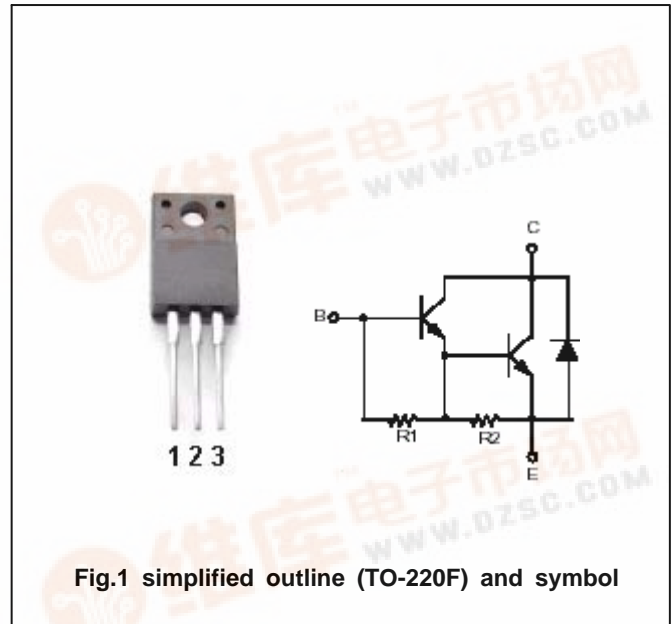 维库电子市场网
WWW.DZSC.COM
C
B
R1
R2
E
1 2 3
维库电子市场网
WWW.DZSC.COM
Fig.1 simplified outline (TO-220F) and symbol